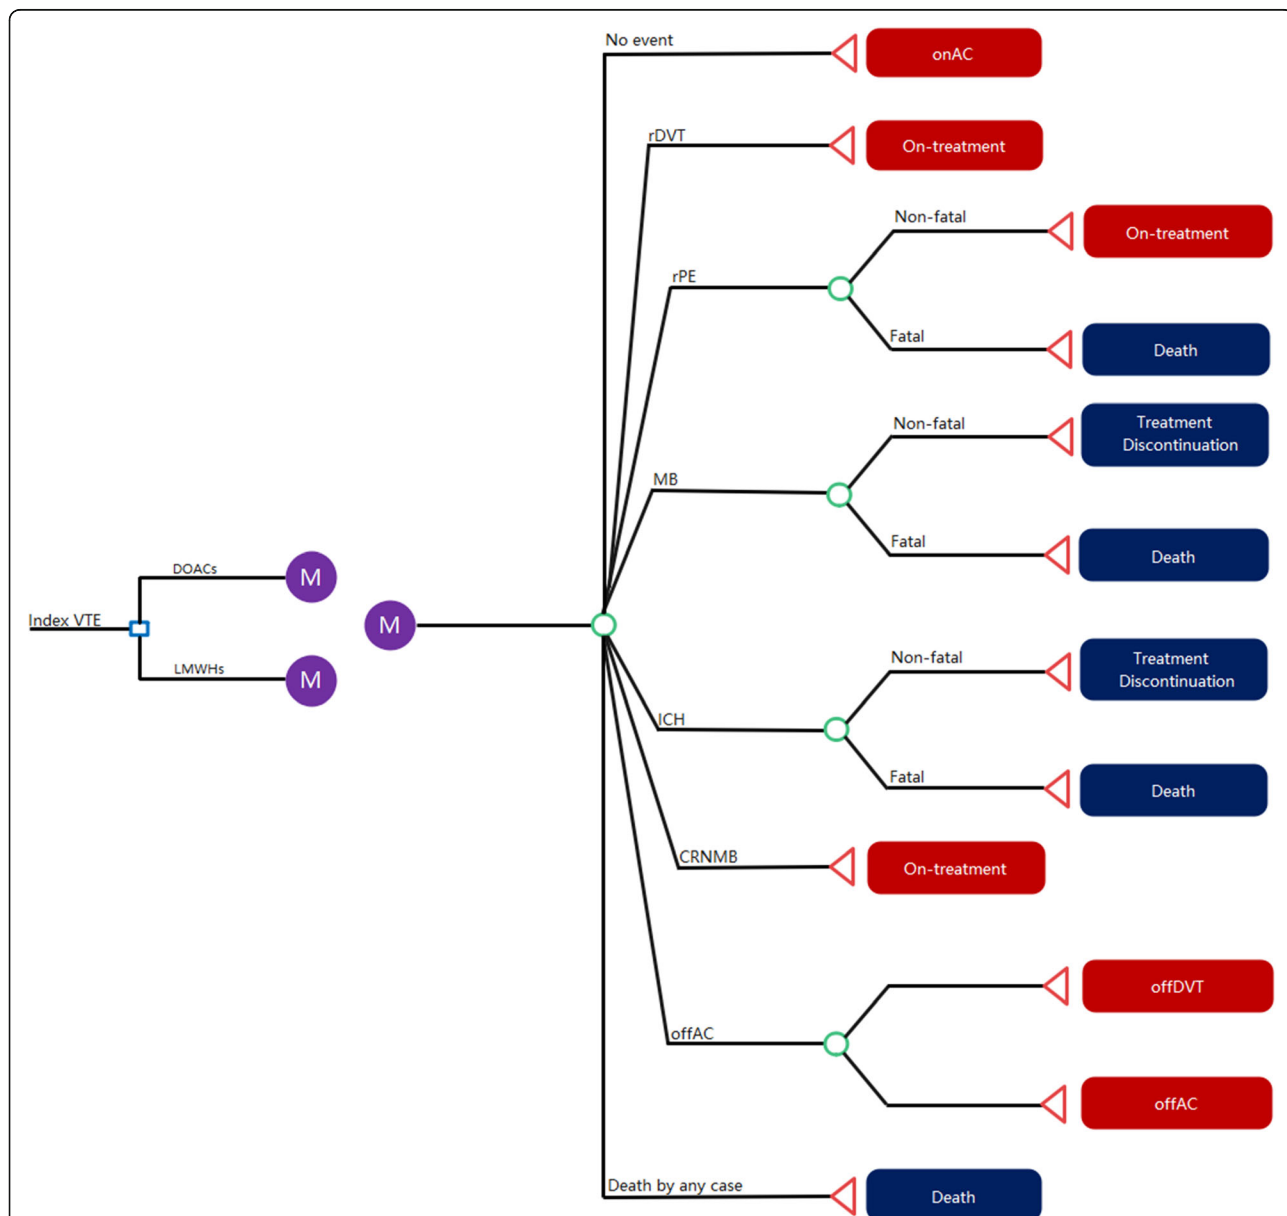 No event
onAC
rDVT
On-treatment
Non-fatal
On-treatment
rPE
Fatal
Death
Non-fatal
Treatment
Discontinuation
MB
Fatal
Death
DOACs
M
Index VTE
M
LMWHs
M
Non-fatal
Treatment
Discontinuation
ICH
Fatal
Death
CRNMB
On-treatment
offDVT
offAC
offAC
Death by any case
Death